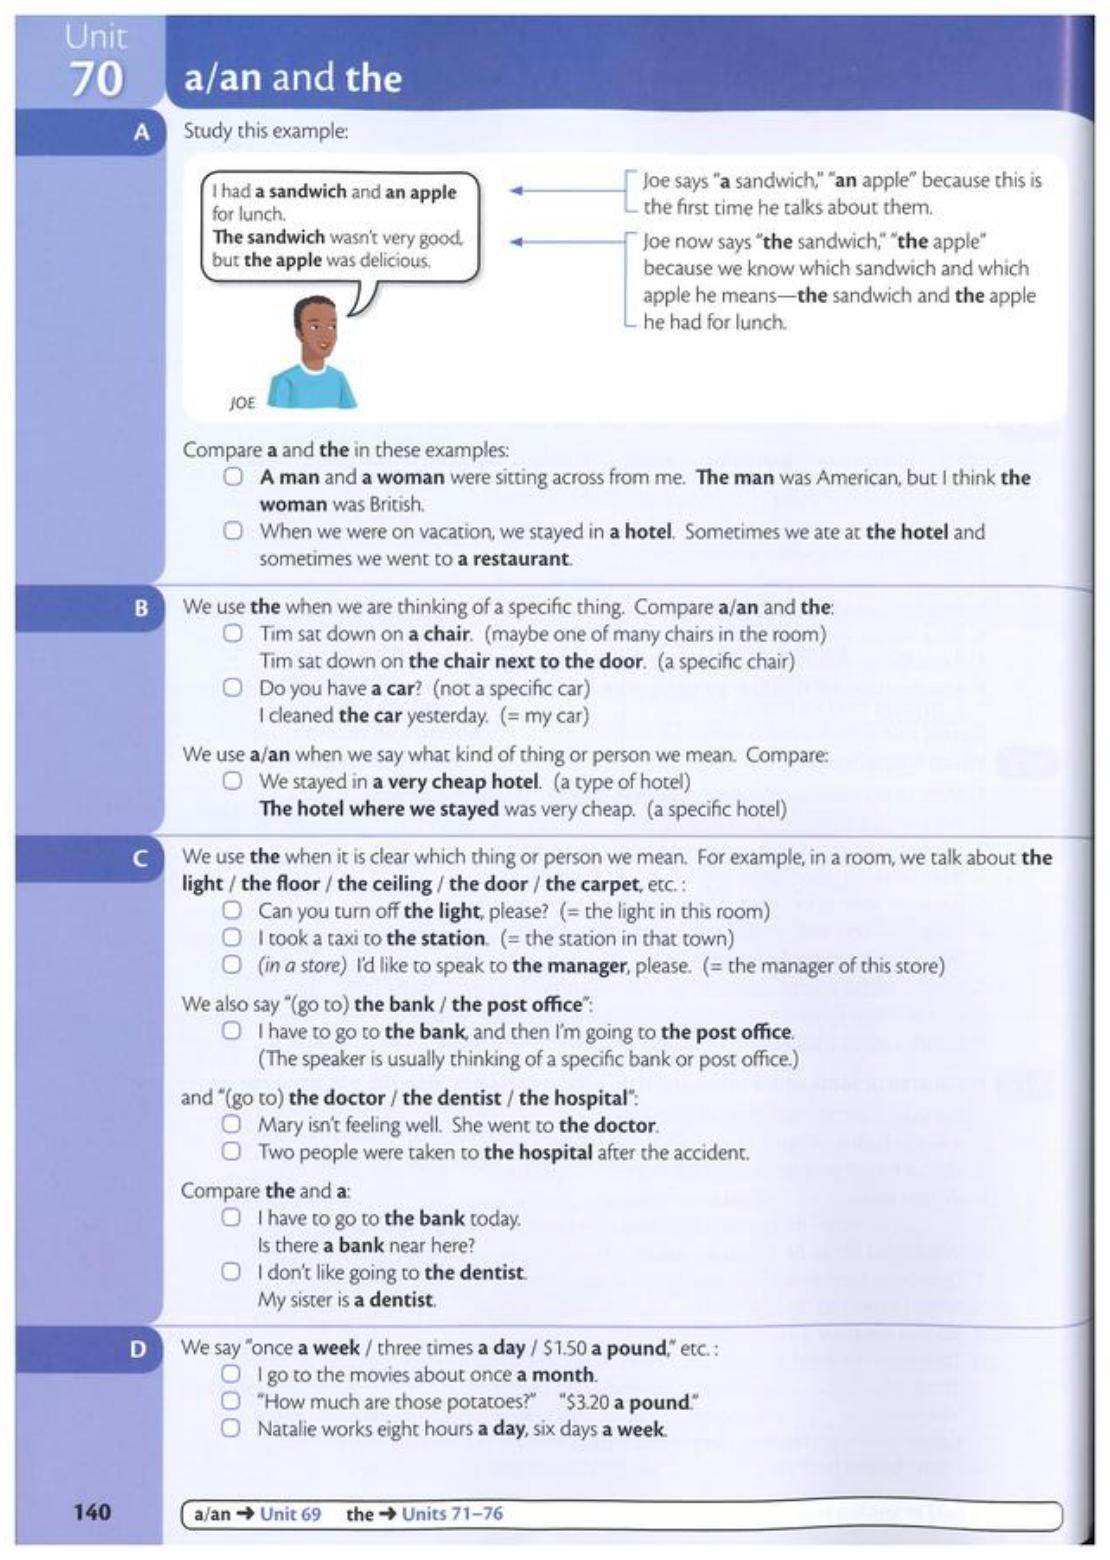 Unit
70
a/an and the
A
Study this example:
I had a sandwich and an apple
for lunch.
The sandwich wasn't very good,
but the apple was delicious.
JOE
Joe says "a sandwich," "an apple" because this is
the first time he talks about them.
Joe now says "the sandwich," "the apple"
because we know which sandwich and which
apple he means—the sandwich and the apple
he had for lunch.
Compare a and the in these examples:
A man and a woman were sitting across from me. The man was American, but I think the
woman was British.
When we were on vacation, we stayed in a hotel. Sometimes we ate at the hotel and
sometimes we went to a restaurant.
B
We use the when we are thinking of a specific thing. Compare a/an and the:
Tim sat down on a chair. (maybe one of many chairs in the room)
Tim sat down on the chair next to the door. (a specific chair)
Do you have a car? (not a specific car)
I cleaned the car yesterday. (= my car)
We use a/an when we say what kind of thing or person we mean. Compare:
We stayed in a very cheap hotel. (a type of hotel)
The hotel where we stayed was very cheap. (a specific hotel)
C
We use the when it is clear which thing or person we mean. For example, in a room, we talk about the
light / the floor / the ceiling / the door / the carpet, etc. :
Can you turn off the light, please? (= the light in this room)
I took a taxi to the station. (= the station in that town)
(in a store) I'd like to speak to the manager, please. (= the manager of this store)
We also say "(go to) the bank / the post office":
I have to go to the bank, and then I'm going to the post office.
(The speaker is usually thinking of a specific bank or post office.)
and "(go to) the doctor / the dentist / the hospital":
Mary isn't feeling well. She went to the doctor.
Two people were taken to the hospital after the accident.
Compare the and a:
I have to go to the bank today.
Is there a bank near here?
I don't like going to the dentist.
My sister is a dentist.
D
We say "once a week / three times a day / $1.50 a pound," etc. :
I go to the movies about once a month.
"How much are those potatoes?" "$3.20 a pound."
Natalie works eight hours a day, six days a week.
140
a/an ➜ Unit 69 the ➜ Units 71–76